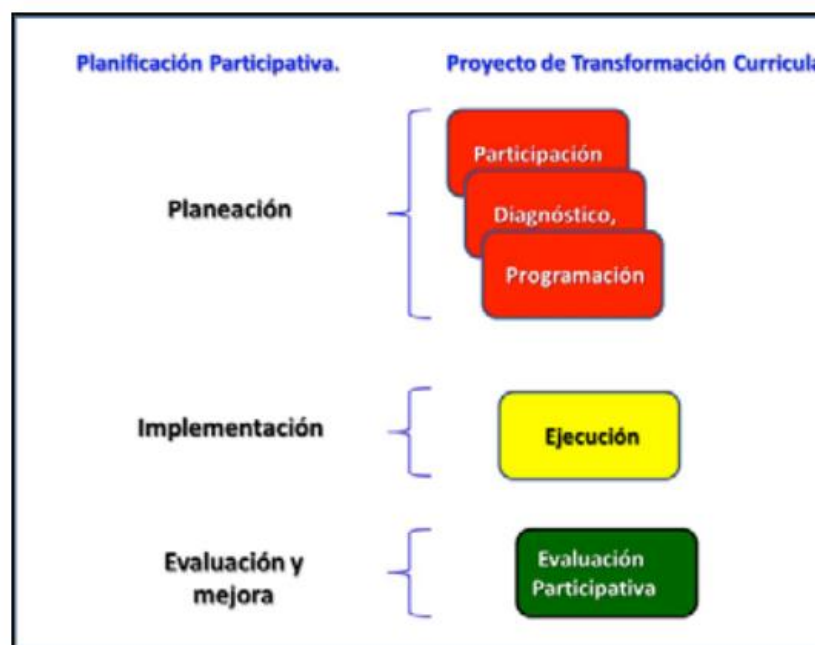 Planificación Participativa.
Proyecto de Transformación Curricula
Planeación
Participación
Diagnóstico,
Programación
Implementación
Ejecución
Evaluación y
mejora
Evaluación
Participativa